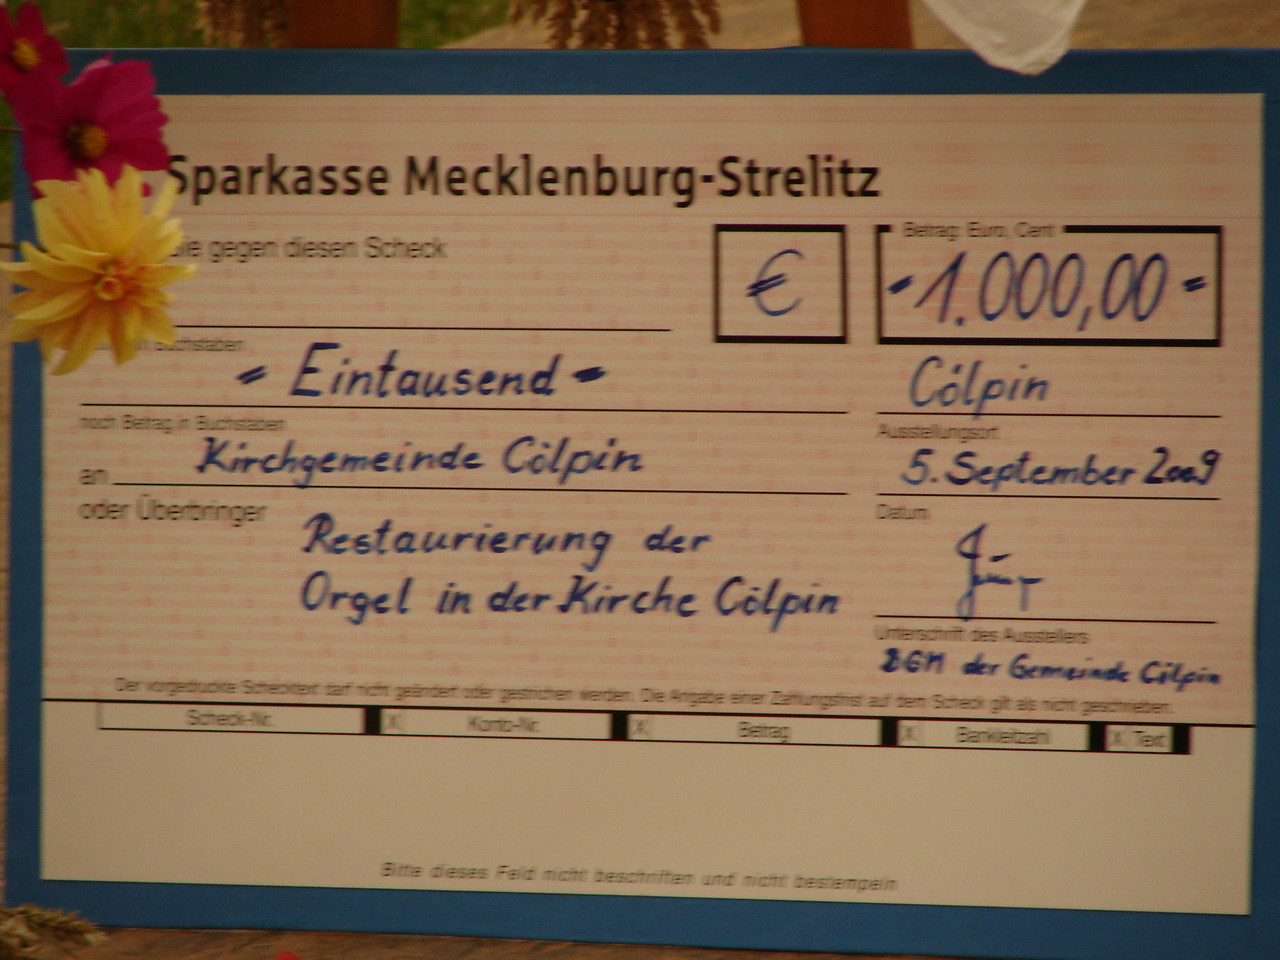 Sparkasse Mecklenburg-Strelitz
Sie gegen diesen Scheck
€
Betrag: Euro, Cent
-1.000,00-
in Buchstaben
- Eintausend -
Cölpin
noch Betrag in Buchstaben
Ausstellungsort
an Kirchgemeinde Cölpin
5. September 2009
oder Überbringer
Datum
Restaurierung der
Orgel in der Kirche Cölpin
Unterschrift des Ausstellers
BGM der Gemeinde Cölpin
Der vorgedruckte Schecktext darf nicht geändert oder gestrichen werden. Die Angabe einer Zahlungsfrist auf dem Scheck gilt als nicht geschrieben.
Scheck-Nr. X Konto-Nr. X Betrag X Bankleitzahl X Text
Bitte dieses Feld nicht beschriften und nicht bestempeln